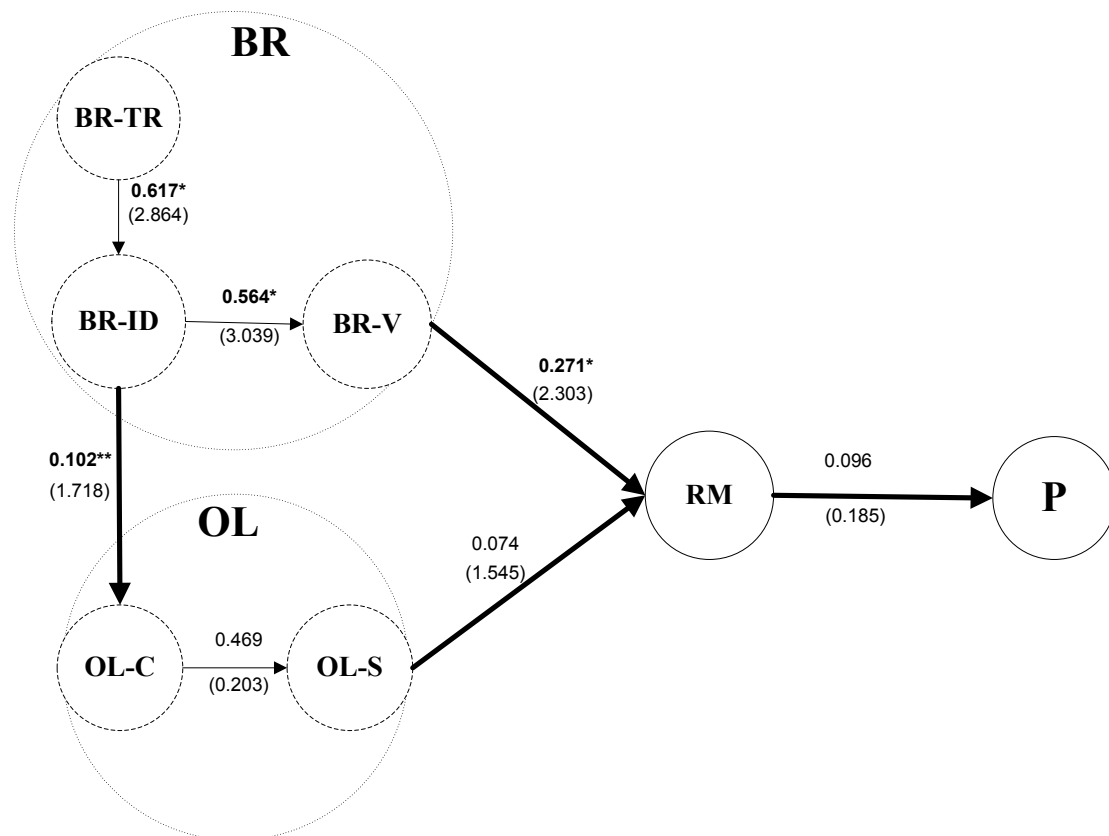 BR
BR-TR
0.617*
(2.864)
BR-ID
0.564*
(3.039)
BR-V
0.271*
(2.303)
0.102**
(1.718)
RM
0.096
(0.185)
P
OL
0.074
(1.545)
OL-C
0.469
(0.203)
OL-S